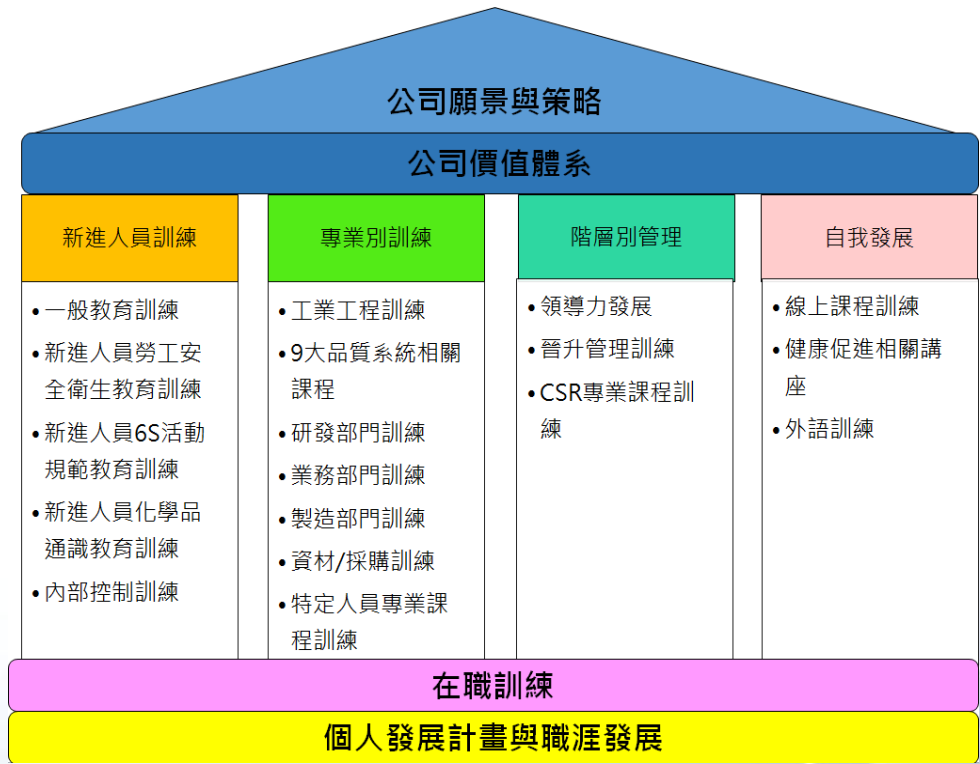 公司願景與策略
公司價值體系
新進人員訓練
• 一般教育訓練
• 新進人員勞工安
全衛生教育訓練
• 新進人員6S活動
規範教育訓練
• 新進人員化學品
通識教育訓練
• 內部控制訓練
專業別訓練
• 工業工程訓練
• 9大品質系統相關
課程
• 研發部門訓練
• 業務部門訓練
• 製造部門訓練
• 資材/採購訓練
• 特定人員專業課
程訓練
階層別管理
• 領導力發展
• 晉升管理訓練
• CSR專業課程訓
練
自我發展
• 線上課程訓練
• 健康促進相關講
座
• 外語訓練
在職訓練
個人發展計畫與職涯發展